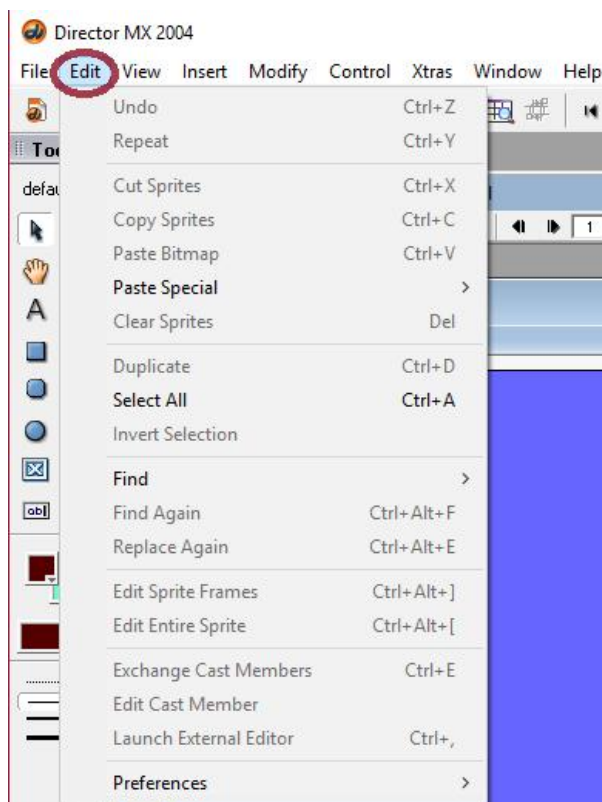 Director MX 2004
File Edit View Insert Modify Control Xtras Window Help
Undo Ctrl+Z
Repeat Ctrl+Y
Cut Sprites Ctrl+X
Copy Sprites Ctrl+C
Paste Bitmap Ctrl+V
Paste Special
Clear Sprites Del
Duplicate Ctrl+D
Select All Ctrl+A
Invert Selection
Find
Find Again Ctrl+Alt+F
Replace Again Ctrl+Alt+E
Edit Sprite Frames Ctrl+Alt+]
Edit Entire Sprite Ctrl+Alt+[
Exchange Cast Members Ctrl+E
Edit Cast Member
Launch External Editor Ctrl+,
Preferences
A
abl
1